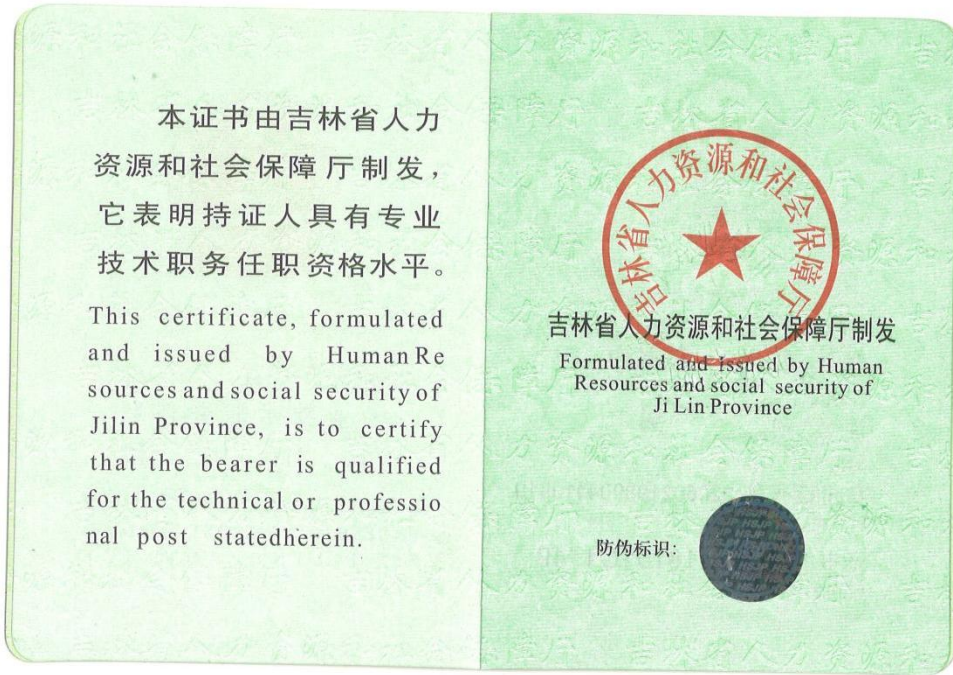 本证书由吉林省人力
资源和社会保障厅制发，
它表明持证人具有专业
技术职务任职资格水平。
This certificate, formulated
and issued by Human Re
sources and social security of
Jilin Province, is to certify
that the bearer is qualified
for the technical or professio
nal post statedherein.
吉林省人力资源和社会保障厅
吉林省人力资源和社会保障厅制发
Formulated and Issued by Human
Resources and social security of
Ji Lin Province
防伪标识：